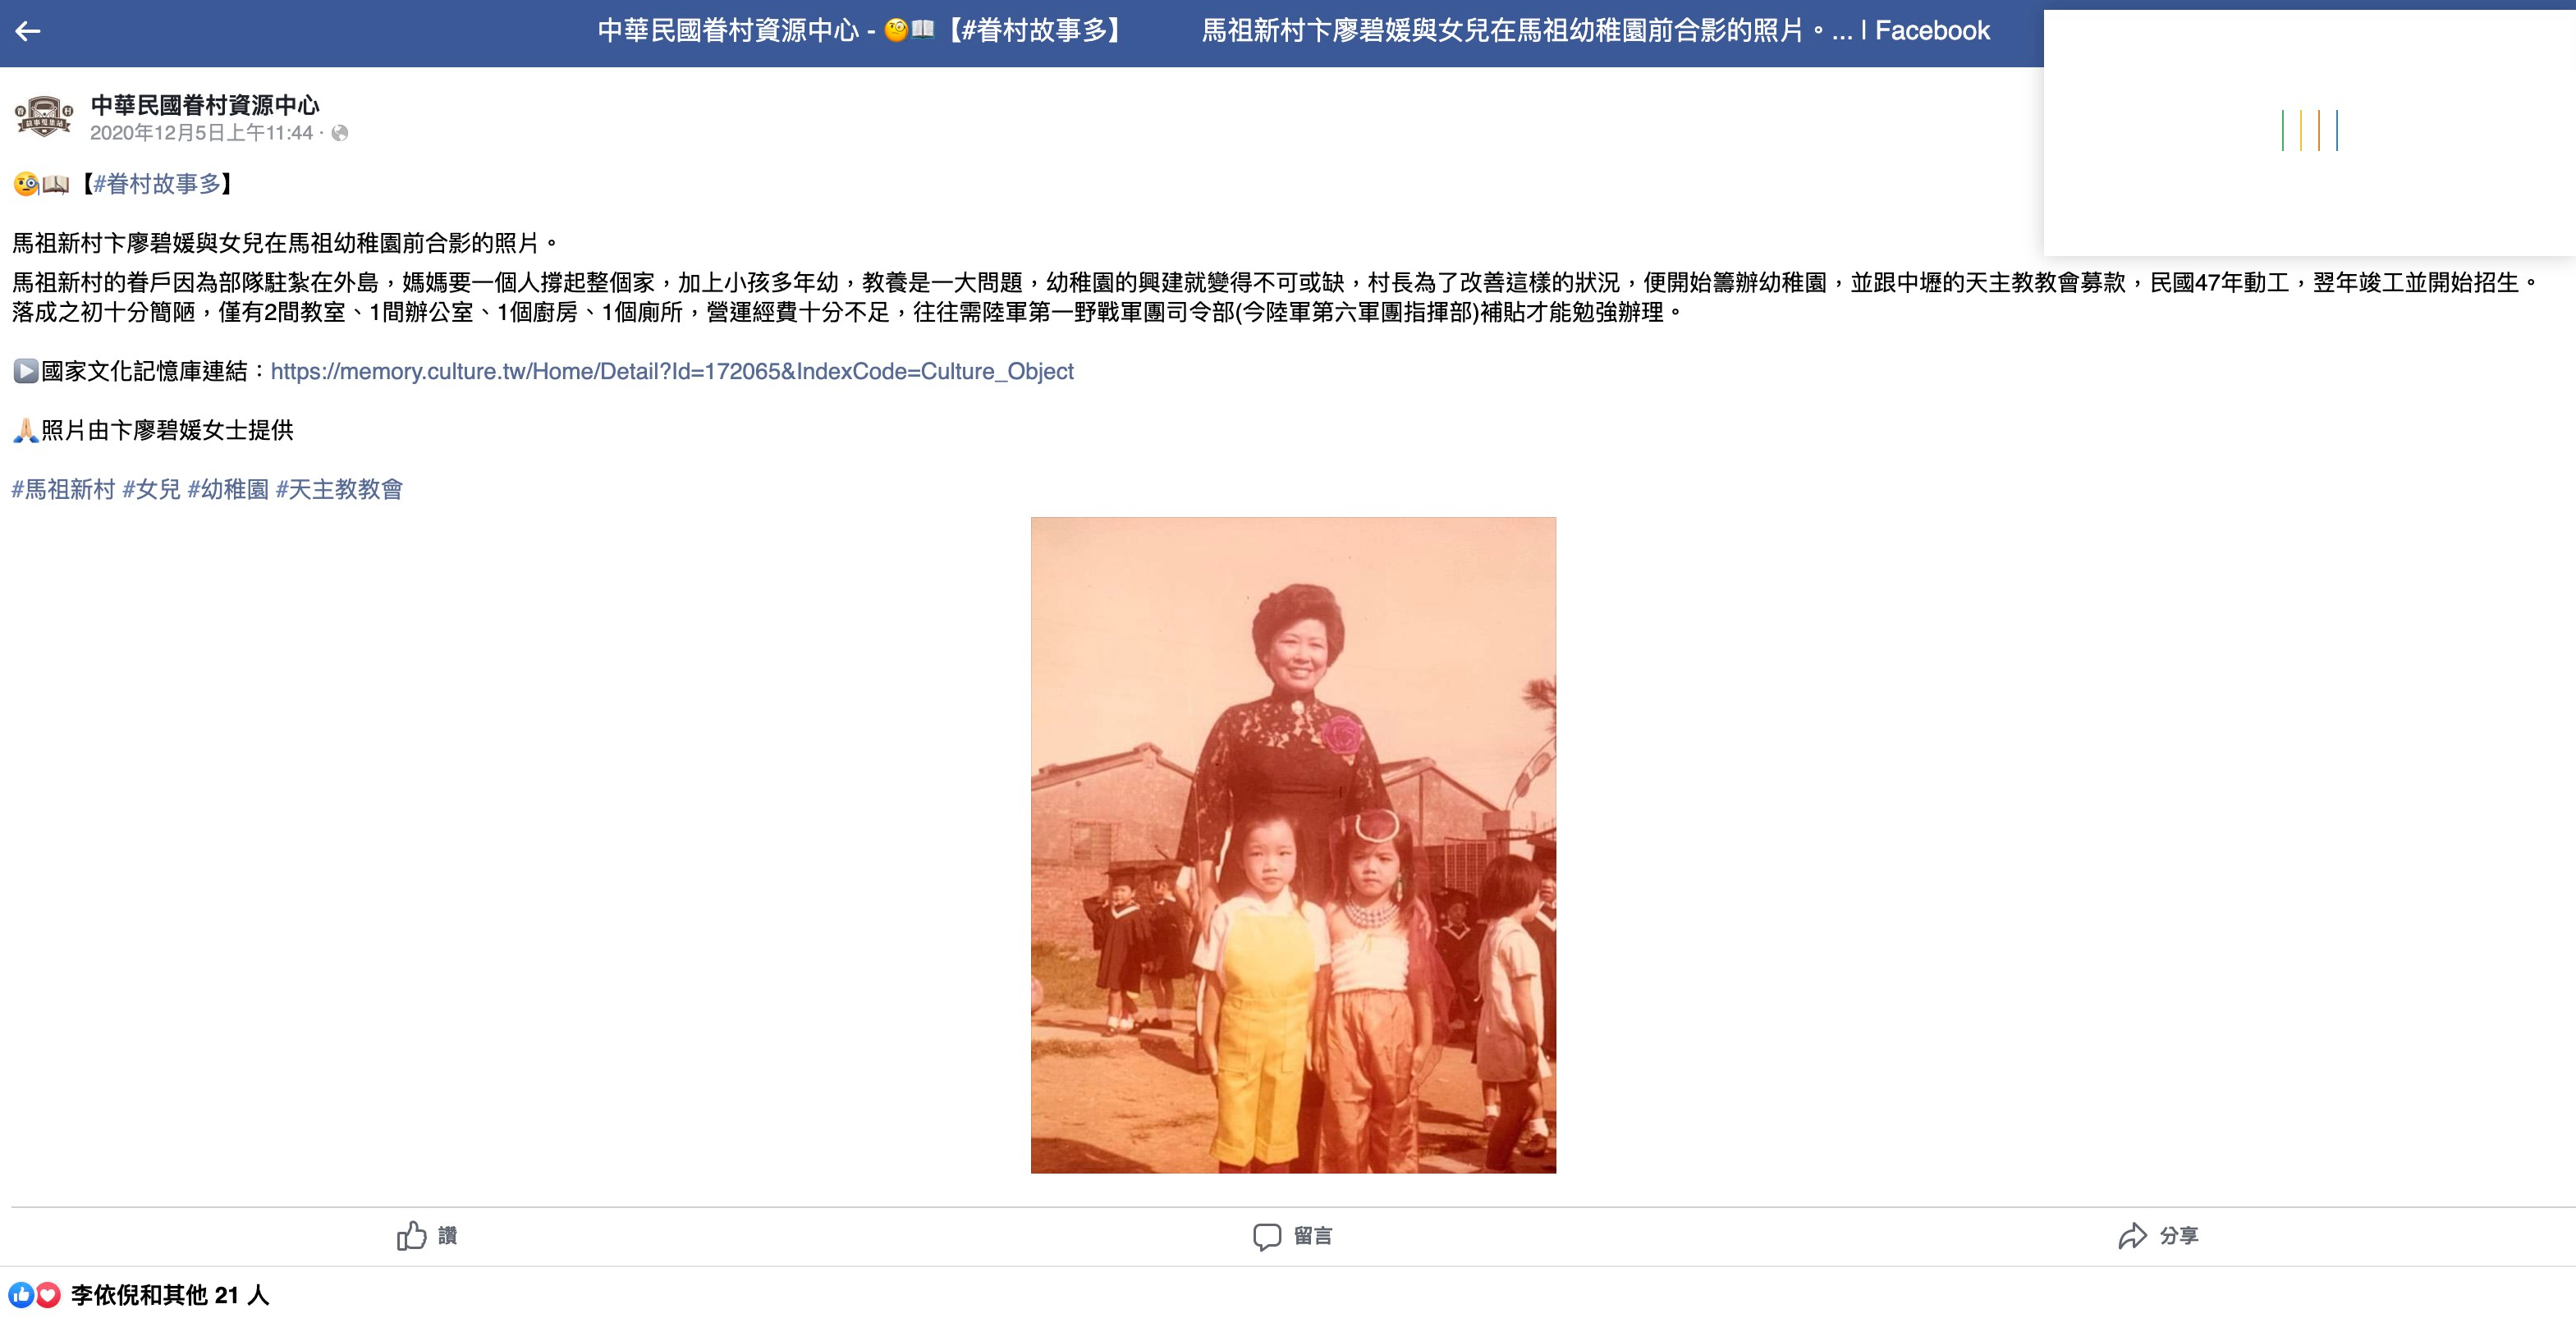 中華民國眷村資源中心 - 🧐📖【#眷村故事多】 馬祖新村卞廖碧媛與女兒在馬祖幼稚園前合影的照片。... | Facebook
中華民國眷村資源中心
2020年12月5日上午11:44 ·
🧐📖【#眷村故事多】
馬祖新村卞廖碧媛與女兒在馬祖幼稚園前合影的照片。
馬祖新村的眷戶因為部隊駐紮在外島，媽媽要一個人撐起整個家，加上小孩多年幼，教養是一大問題，幼稚園的興建就變得不可或缺，村長為了改善這樣的狀況，便開始籌辦幼稚園，並跟中壢的天主教教會募款，民國47年動工，翌年竣工並開始招生。
落成之初十分簡陋，僅有2間教室、1間辦公室、1個廚房、1個廁所，營運經費十分不足，往往需陸軍第一野戰軍團司令部(今陸軍第六軍團指揮部)補貼才能勉強辦理。
▶️國家文化記憶庫連結：https://memory.culture.tw/Home/Detail?Id=172065&IndexCode=Culture_Object
🙏🏻照片由卞廖碧媛女士提供
#馬祖新村 #女兒 #幼稚園 #天主教教會
讚
留言
分享
李依倪和其他 21 人